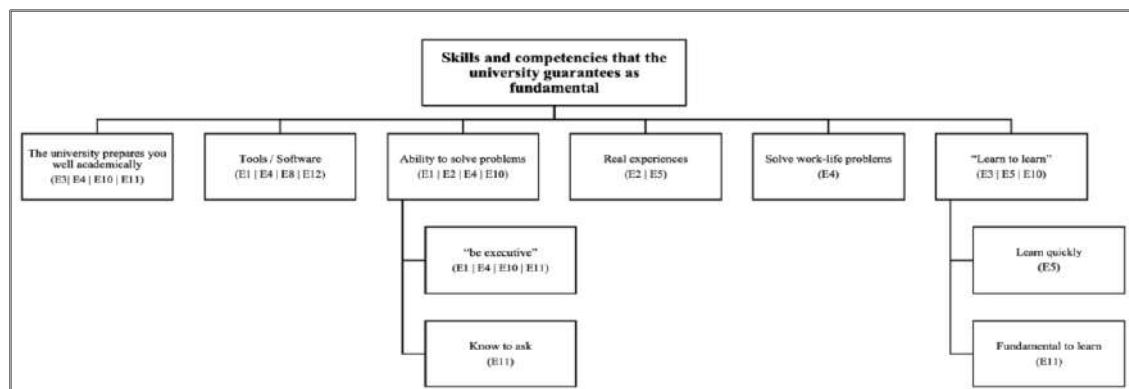 Skills and competencies that the
university guarantees as
fundamental
The university prepares you
well academically
(E3| E4 | E10 | E11)
Tools / Software
(E1 | E4 | E8 | E12)
Ability to solve problems
(E1 | E2 | E4 | E10)
Real experiences
(E2 | E5)
Solve work-life problems
(E4)
“Learn to learn”
(E3 | E5 | E10)
“be executive”
(E1 | E4 | E10 | E11)
Learn quickly
(E5)
Know to ask
(E11)
Fundamental to learn
(E11)